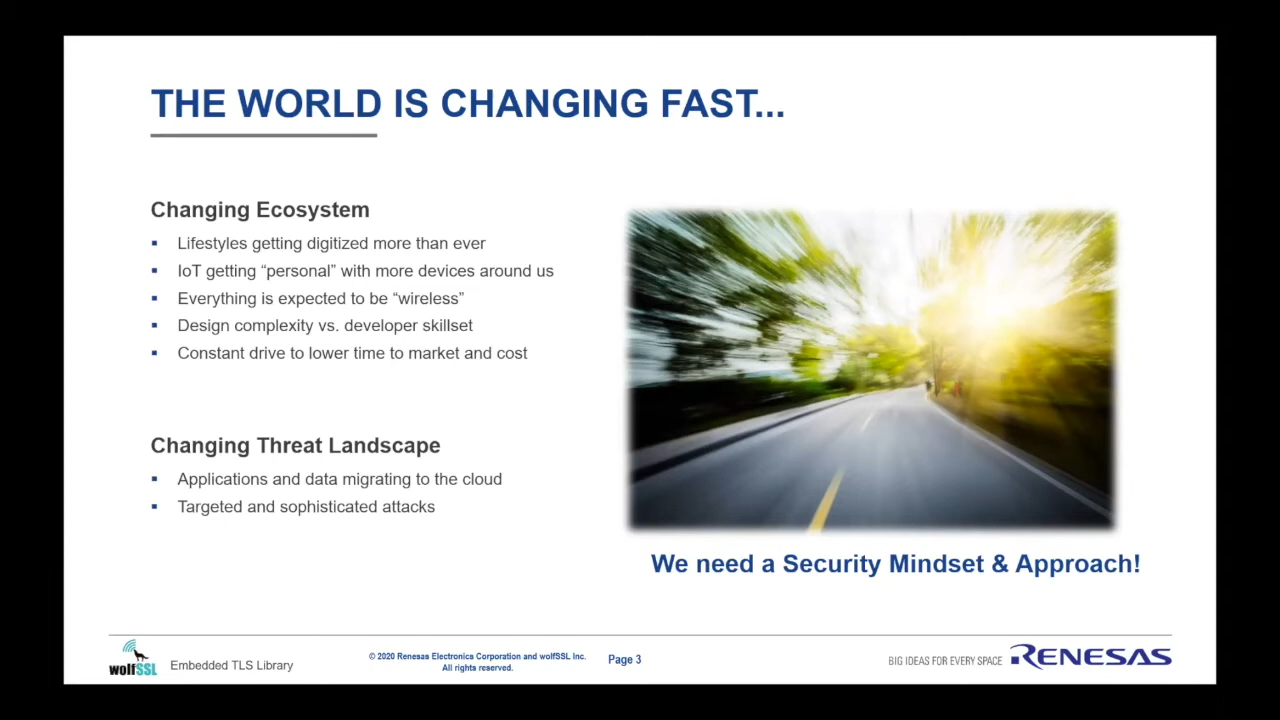 THE WORLD IS CHANGING FAST...
Changing Ecosystem
▪ Lifestyles getting digitized more than ever
▪ IoT getting “personal” with more devices around us
▪ Everything is expected to be “wireless”
▪ Design complexity vs. developer skillset
▪ Constant drive to lower time to market and cost
Changing Threat Landscape
▪ Applications and data migrating to the cloud
▪ Targeted and sophisticated attacks
We need a Security Mindset & Approach!
wolfSSL
Embedded TLS Library
© 2020 Renesas Electronics Corporation and wolfSSL Inc.
All rights reserved.
Page 3
BIG IDEAS FOR EVERY SPACE
RENESAS